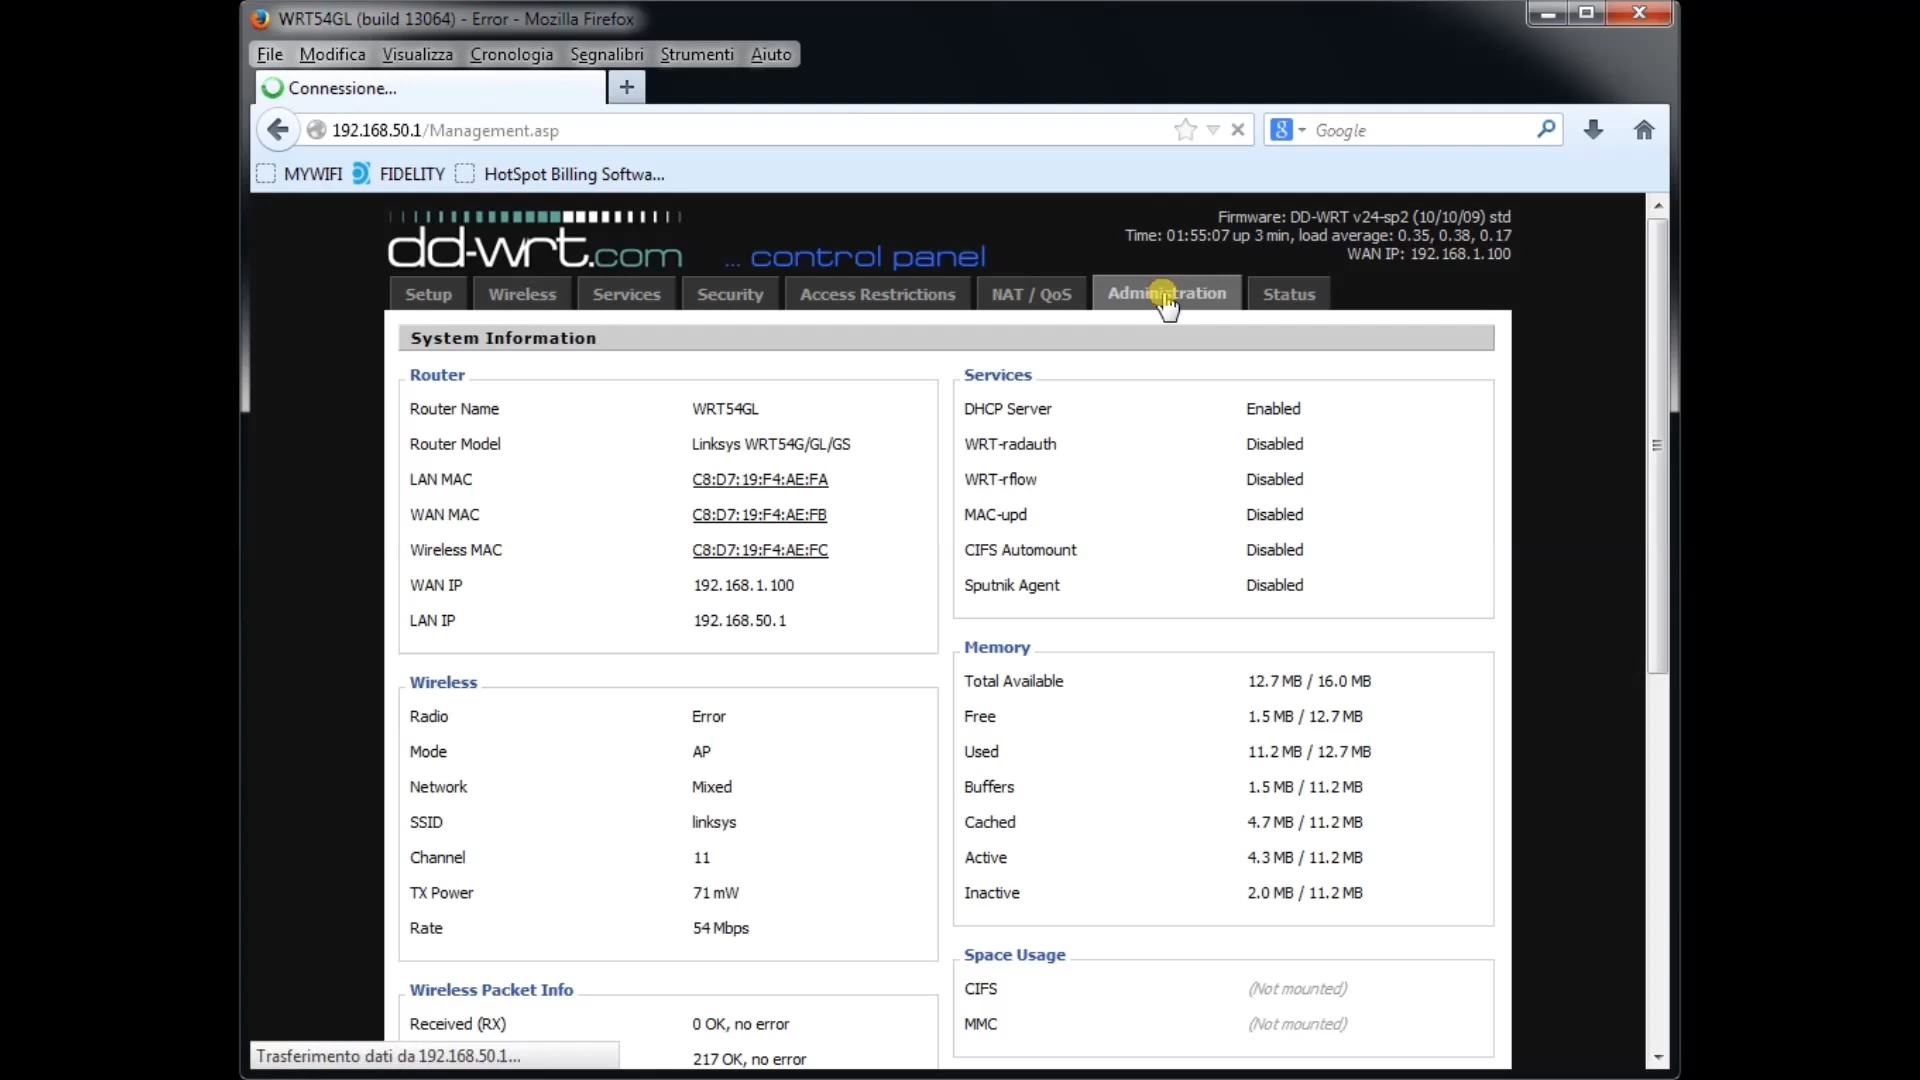 WRT54GL (build 13064) - Error - Mozilla Firefox
File Modifica Visualizza Cronologia Segnalibri Strumenti Aiuto
Connessione...
192.168.50.1/Management.asp
Google
MYWIFI FIDELITY HotSpot Billing Softwa...
Firmware: DD-WRT v24-sp2 (10/10/09) std
Time: 01:55:07 up 3 min, load average: 0.35, 0.38, 0.17
WAN IP: 192.168.1.100
dd-wrt.com ... control panel
Setup Wireless Services Security Access Restrictions NAT / QoS Administration Status
System Information
Router
Router Name WRT54GL
Router Model Linksys WRT54G/GL/GS
LAN MAC C8:D7:19:F4:AE:FA
WAN MAC C8:D7:19:F4:AE:FB
Wireless MAC C8:D7:19:F4:AE:FC
WAN IP 192.168.1.100
LAN IP 192.168.50.1
Wireless
Radio Error
Mode AP
Network Mixed
SSID linksys
Channel 11
TX Power 71 mW
Rate 54 Mbps
Wireless Packet Info
Received (RX) 0 OK, no error
217 OK, no error
Services
DHCP Server Enabled
WRT-radauth Disabled
WRT-rflow Disabled
MAC-upd Disabled
CIFS Automount Disabled
Sputnik Agent Disabled
Memory
Total Available 12.7 MB / 16.0 MB
Free 1.5 MB / 12.7 MB
Used 11.2 MB / 12.7 MB
Buffers 1.5 MB / 11.2 MB
Cached 4.7 MB / 11.2 MB
Active 4.3 MB / 11.2 MB
Inactive 2.0 MB / 11.2 MB
Space Usage
CIFS (Not mounted)
MMC (Not mounted)
Trasferimento dati da 192.168.50.1...